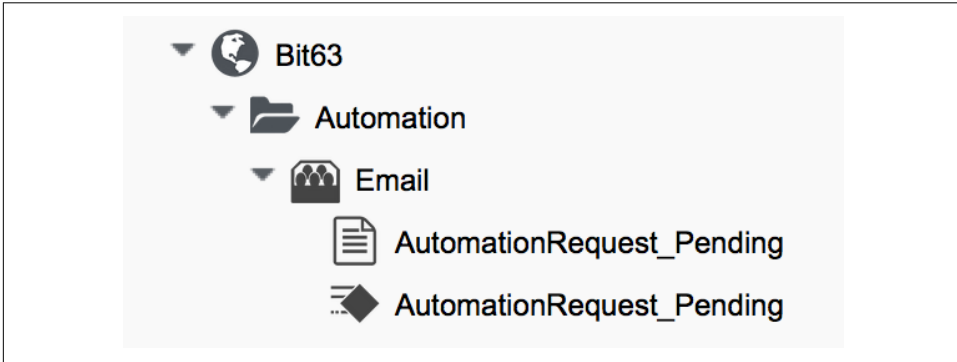 Bit63
Automation
Email
AutomationRequest_Pending
AutomationRequest_Pending